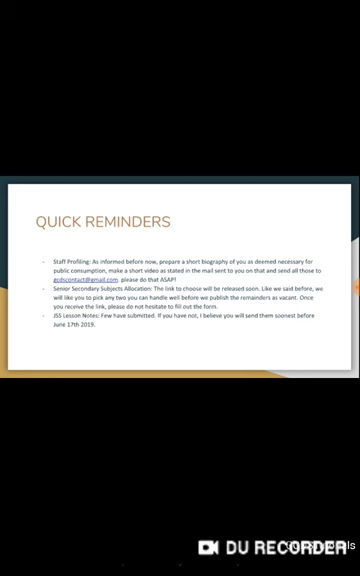 QUICK REMINDERS
- Staff Profiling: As informed before now, prepare a short biography of you as deemed necessary for
public consumption, make a short video as stated in the mail sent to you on that and send all those to
gcdscontact@gmail.com. please do that ASAP!
- Senior Secondary Subjects Allocation: The link to choose will be released soon. Like we said before, we
will like you to pick any two you can handle well before we publish the remainders as vacant. Once
you receive the link, please do not hesitate to fill out the form.
- JSS Lesson Notes: Few have submitted. If you have not, I believe you will send them soonest before
June 17th 2019.
DU RECORDER